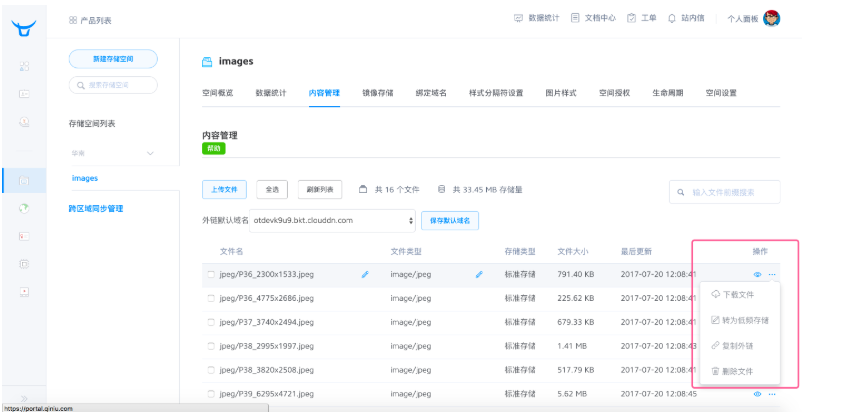 产品列表
数据统计 文档中心 工单 站内信 个人面板
新建存储空间
搜索存储空间
存储空间列表
华南
images
跨区域同步管理
images
空间概览 数据统计 内容管理 镜像存储 绑定域名 样式分隔符设置 图片样式 空间授权 生命周期 空间设置
内容管理
帮助
上传文件 全选 刷新列表 共 16 个文件 共 33.45 MB 存储量 输入文件前缀搜索
外链默认域名 otdevk9u9.bkt.clouddn.com 保存默认域名
文件名 文件类型 存储类型 文件大小 最后更新 操作
jpeg/P36_2300x1533.jpeg image/jpeg 标准存储 791.40 KB 2017-07-20 12:08:41
jpeg/P36_4775x2686.jpeg image/jpeg 标准存储 225.62 KB 2017-07-20 12:08:41
jpeg/P37_3740x2494.jpeg image/jpeg 标准存储 679.33 KB 2017-07-20 12:08:41
jpeg/P38_2995x1997.jpeg image/jpeg 标准存储 1.41 MB 2017-07-20 12:08:43
jpeg/P38_3820x2508.jpeg image/jpeg 标准存储 517.79 KB 2017-07-20 12:08:41
jpeg/P39_6295x4721.jpeg image/jpeg 标准存储 5.62 MB 2017-07-20 12:08:45
下载文件
转为低频存储
复制外链
删除文件
https://portal.qiniu.com